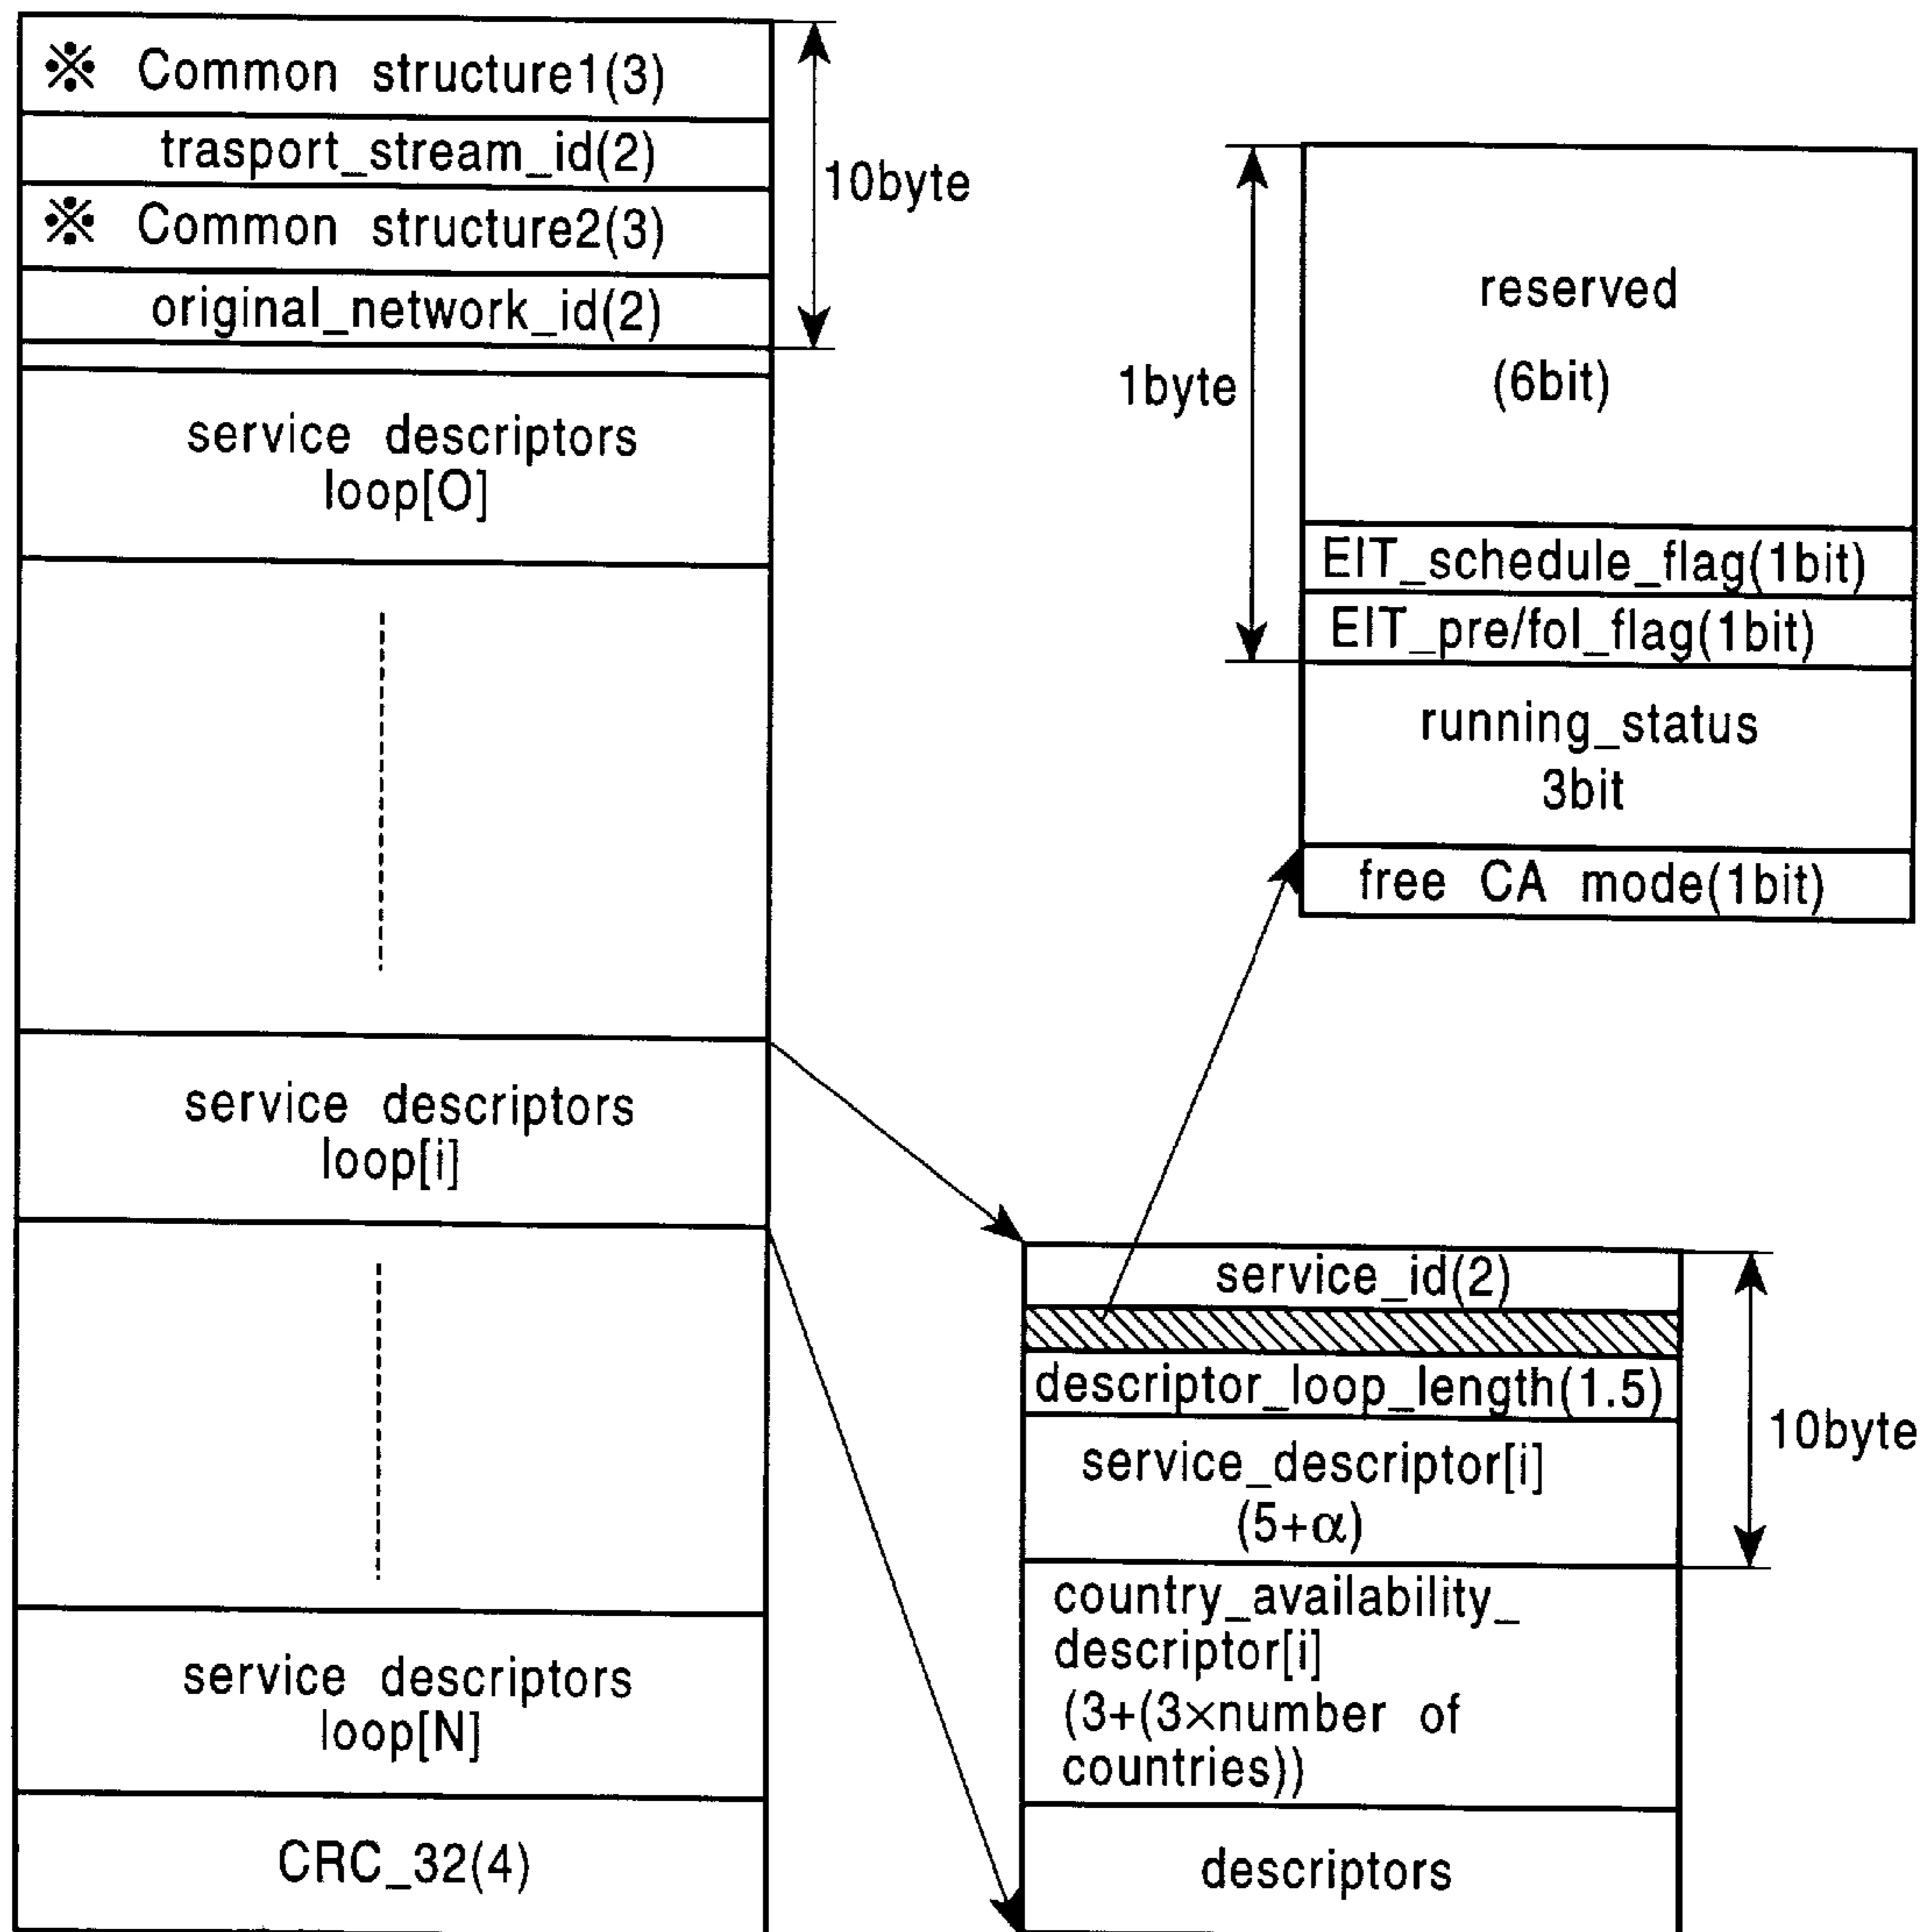 ※ Common structure1(3)
trasport_stream_id(2)
※ Common structure2(3)
original_network_id(2)
10byte
service descriptors
loop[O]
service descriptors
loop[i]
service descriptors
loop[N]
CRC_32(4)
1byte
reserved
(6bit)
EIT_schedule_flag(1bit)
EIT_pre/fol_flag(1bit)
running_status
3bit
free CA mode(1bit)
service_id(2)
descriptor_loop_length(1.5)
service_descriptor[i]
(5+α)
10byte
country_availability_
descriptor[i]
(3+(3×number of
countries))
descriptors